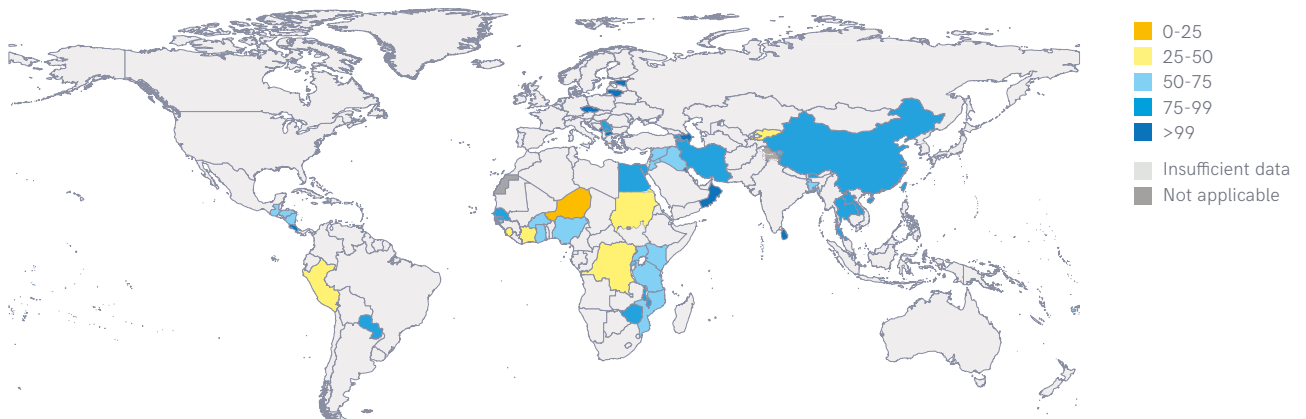 0-25
25-50
50-75
75-99
>99
Insufficient data
Not applicable